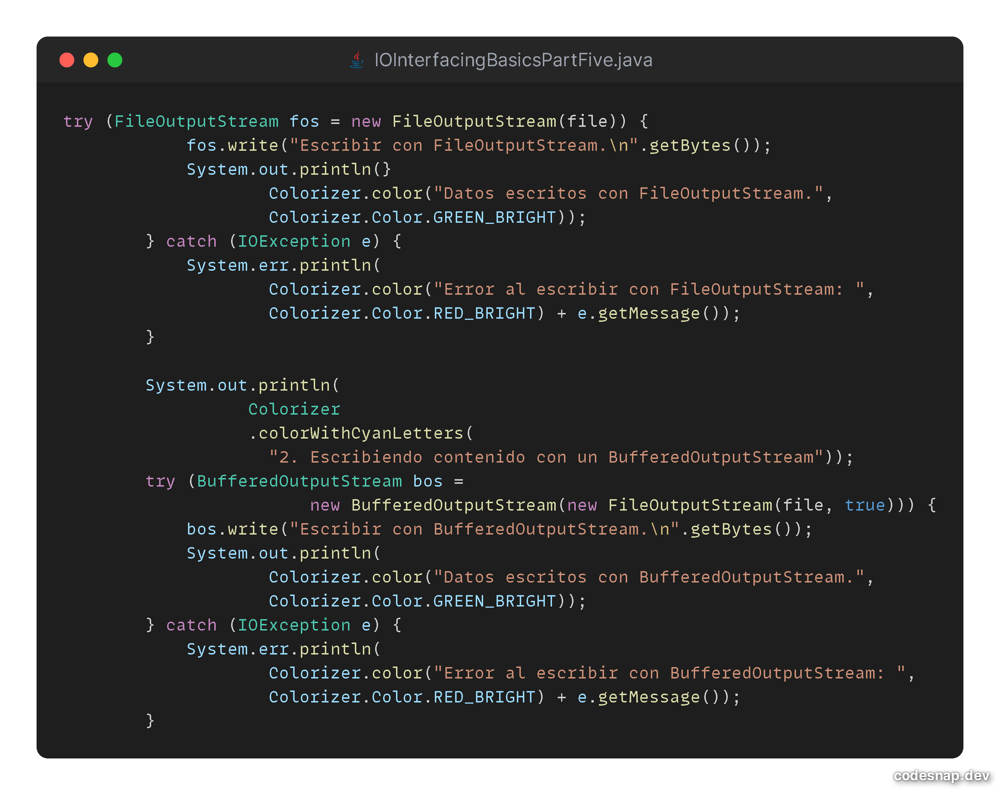 IOInterfacingBasicsPartFive.java
try (FileOutputStream fos = new FileOutputStream(file)) {
fos.write("Escribir con FileOutputStream.\n".getBytes());
System.out.println(}
Colorizer.color("Datos escritos con FileOutputStream.",
Colorizer.Color.GREEN_BRIGHT));
} catch (IOException e) {
System.err.println(
Colorizer.color("Error al escribir con FileOutputStream: ",
Colorizer.Color.RED_BRIGHT) + e.getMessage());
}
System.out.println(
Colorizer
.colorWithCyanLetters(
"2. Escribiendo contenido con un BufferedOutputStream"));
try (BufferedOutputStream bos =
new BufferedOutputStream(new FileOutputStream(file, true))) {
bos.write("Escribir con BufferedOutputStream.\n".getBytes());
System.out.println(
Colorizer.color("Datos escritos con BufferedOutputStream.",
Colorizer.Color.GREEN_BRIGHT));
} catch (IOException e) {
System.err.println(
Colorizer.color("Error al escribir con BufferedOutputStream: ",
Colorizer.Color.RED_BRIGHT) + e.getMessage());
}
codesnap.dev